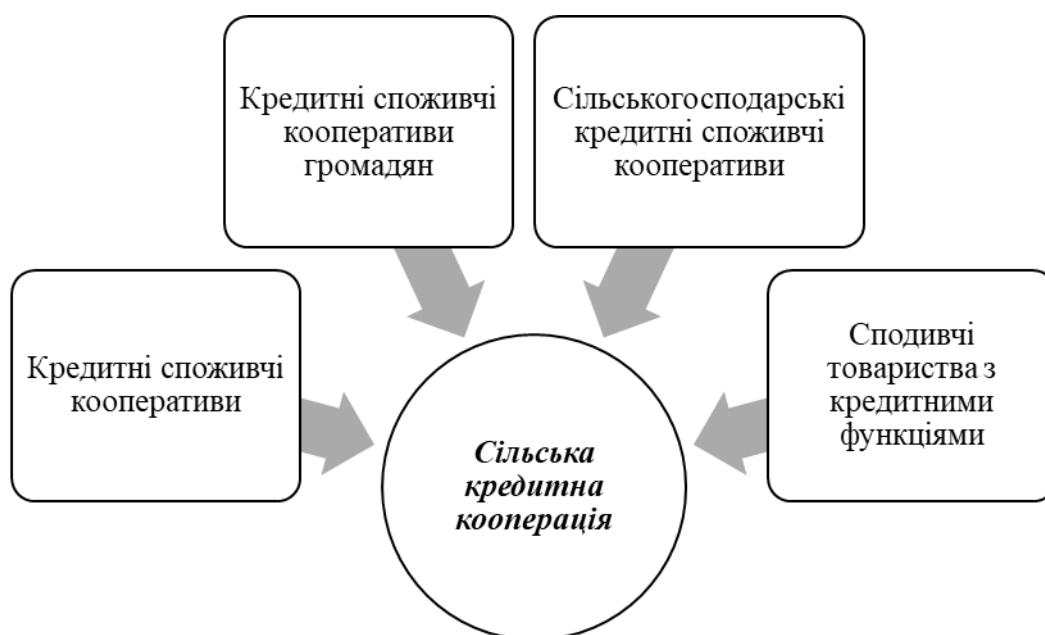 Кредитні споживчі
кооперативи
громадян
Сільськогосподарські
кредитні споживчі
кооперативи
Кредитні споживчі
кооперативи
Сподивчі
товариства з
кредитними
функціями
Сільська
кредитна
кооперація